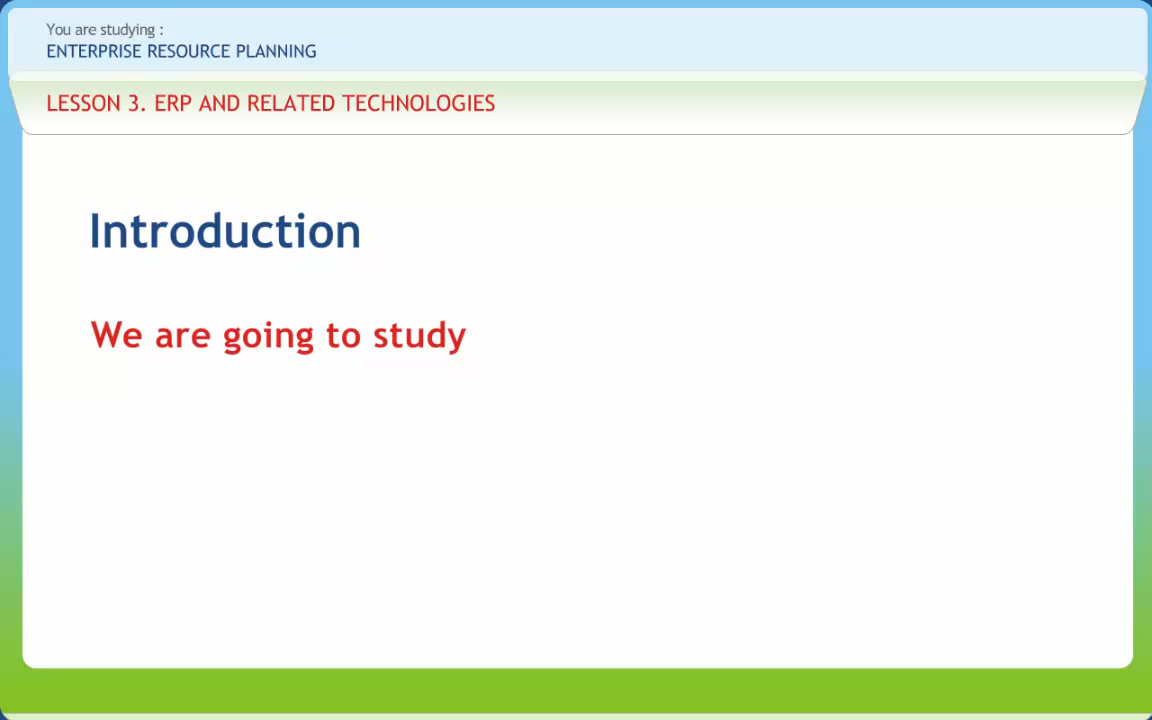 You are studying :
ENTERPRISE RESOURCE PLANNING
LESSON 3. ERP AND RELATED TECHNOLOGIES
Introduction
We are going to study